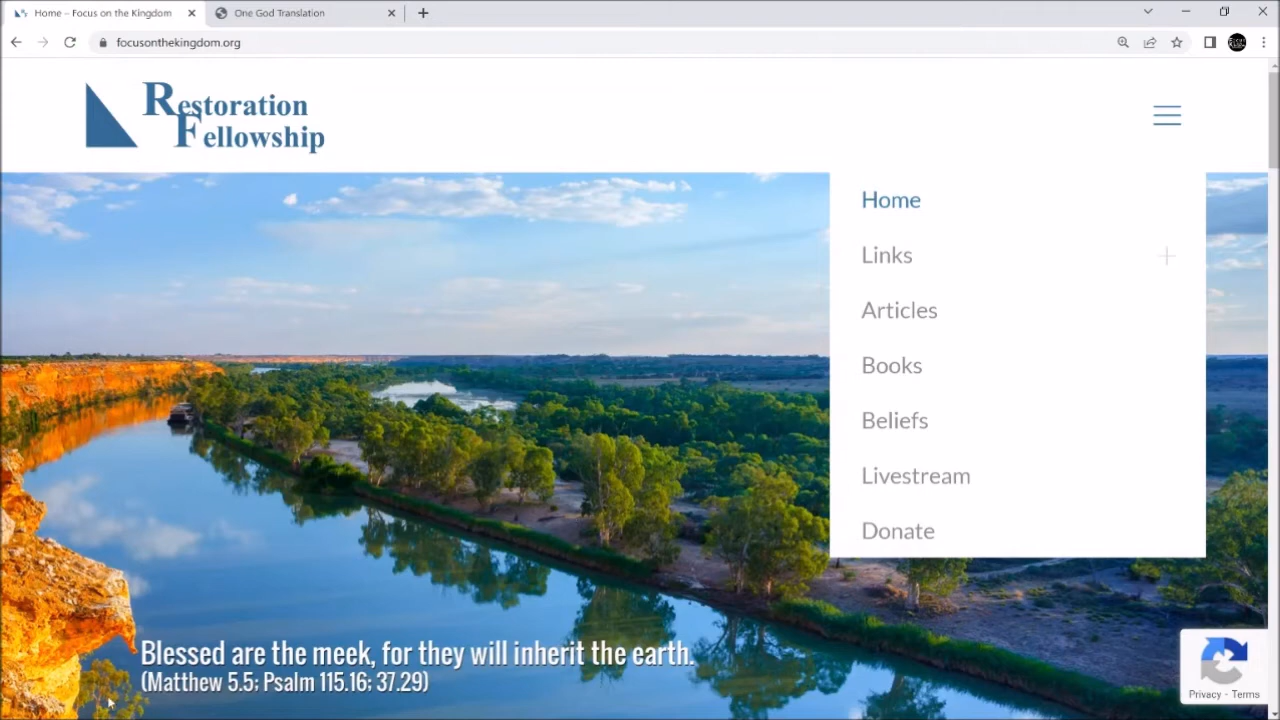 Home – Focus on the Kingdom
One God Translation
focusonthekingdom.org
Restoration
Fellowship
Home
Links
Articles
Books
Beliefs
Livestream
Donate
Blessed are the meek, for they will inherit the earth.
(Matthew 5.5; Psalm 115.16; 37.29)
Privacy - Terms